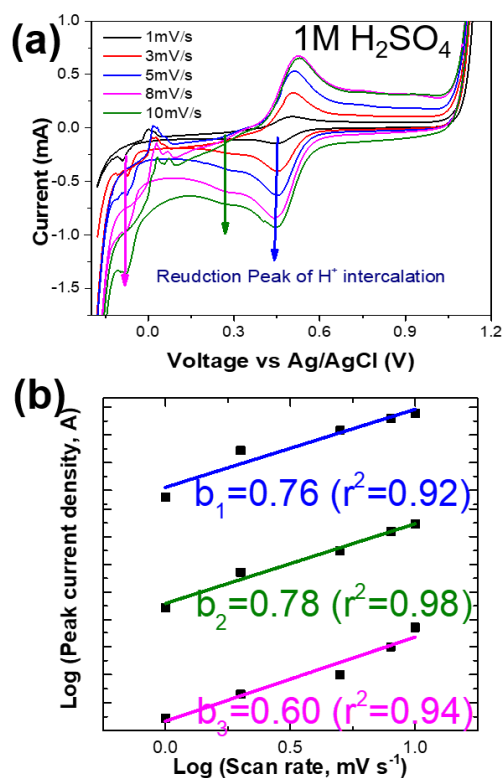 (a)
1M H₂SO₄
1mV/s
3mV/s
5mV/s
8mV/s
10mV/s
1.0
0.5
0.0
-0.5
-1.0
-1.5
Current (mA)
Reudction Peak of H⁺ intercalation
0.0 0.3 0.6 0.9 1.2
Voltage vs Ag/AgCl (V)
(b)
Log (Peak current density, A)
b₁=0.76 (r²=0.92)
b₂=0.78 (r²=0.98)
b₃=0.60 (r²=0.94)
0.0 0.5 1.0
Log (Scan rate, mV s⁻¹)